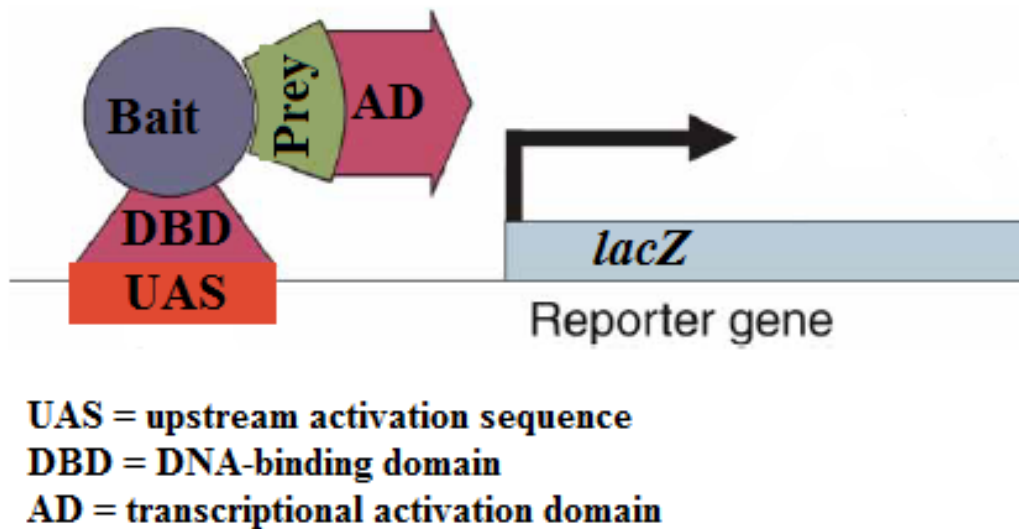 Bait
Prey
AD
DBD
UAS
lacZ
Reporter gene
UAS = upstream activation sequence
DBD = DNA-binding domain
AD = transcriptional activation domain